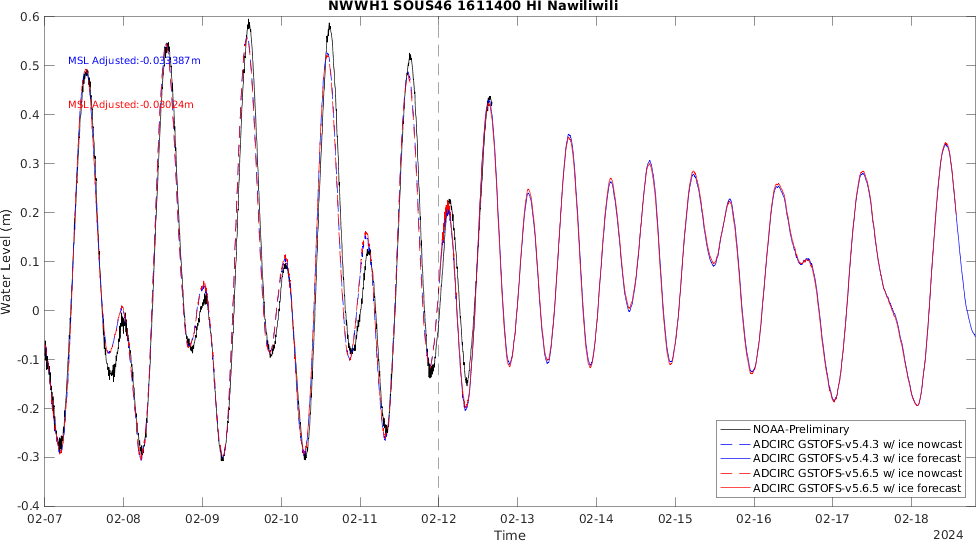 NWWH1 SOUS46 1611400 HI Nawiliwili
Water Level (m)
0.6
0.5
0.4
0.3
0.2
0.1
0
-0.1
-0.2
-0.3
-0.4
MSL Adjusted:-0.033387m
MSL Adjusted:-0.03024m
NOAA-Preliminary
ADCIRC GSTOFS-v5.4.3 w/ ice nowcast
ADCIRC GSTOFS-v5.4.3 w/ ice forecast
ADCIRC GSTOFS-v5.6.5 w/ ice nowcast
ADCIRC GSTOFS-v5.6.5 w/ ice forecast
02-07 02-08 02-09 02-10 02-11 02-12 02-13 02-14 02-15 02-16 02-17 02-18
Time
2024